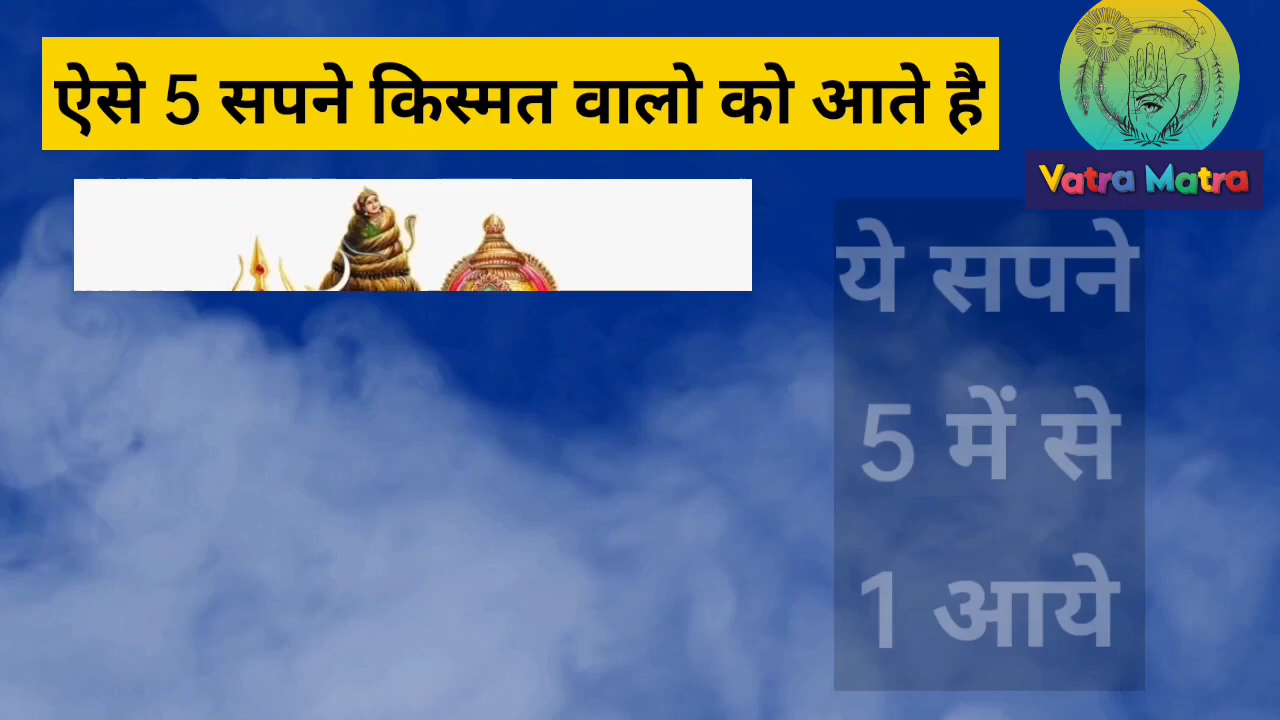 ऐसे 5 सपने किस्मत वालो को आते है
Vatra Matra
ये सपने
5 में से
1 आये